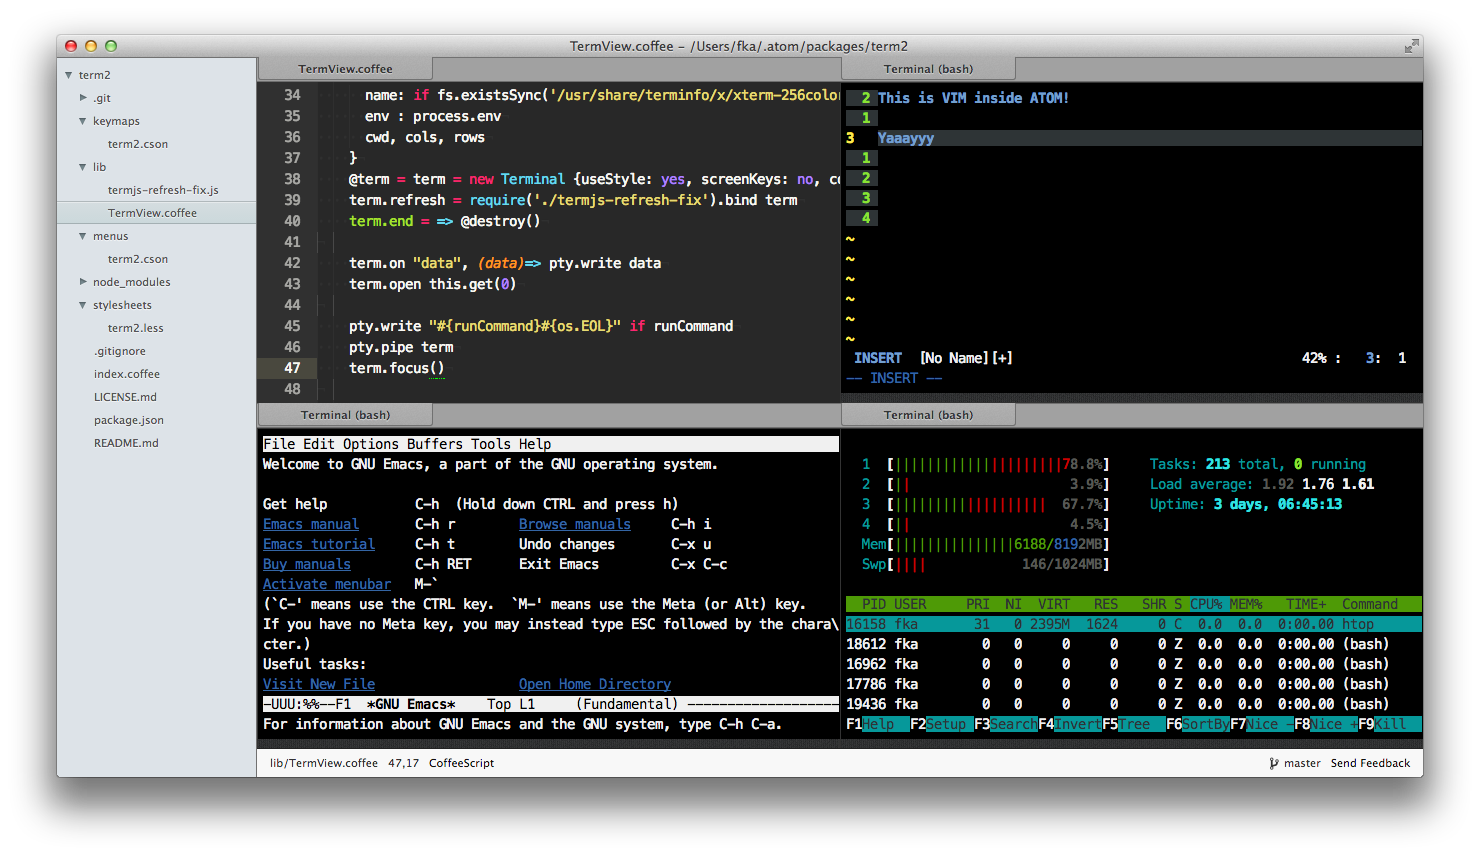 TermView.coffee - /Users/fka/.atom/packages/term2
term2
.git
keymaps
term2.cson
lib
termjs-refresh-fix.js
TermView.coffee
menus
term2.cson
node_modules
stylesheets
term2.less
.gitignore
index.coffee
LICENSE.md
package.json
README.md
TermView.coffee
34 name: if fs.existsSync('/usr/share/terminfo/x/xterm-256color
35 env : process.env
36 cwd, cols, rows
37 }
38 @term = term = new Terminal {useStyle: yes, screenKeys: no, co
39 term.refresh = require('./termjs-refresh-fix').bind term
40 term.end = => @destroy()
41
42 term.on "data", (data)=> pty.write data
43 term.open this.get(0)
44
45 pty.write "#{runCommand}#{os.EOL}" if runCommand
46 pty.pipe term
47 term.focus()
48
Terminal (bash)
2 This is VIM inside ATOM!
1
3 Yaaayyy
1
2
3
4
~
~
~
~
~
~
INSERT [No Name][+] 42% : 3: 1
-- INSERT --
Terminal (bash)
File Edit Options Buffers Tools Help
Welcome to GNU Emacs, a part of the GNU operating system.
Get help C-h (Hold down CTRL and press h)
Emacs manual C-h r Browse manuals C-h i
Emacs tutorial C-h t Undo changes C-x u
Buy manuals C-h RET Exit Emacs C-x C-c
Activate menubar M-`
(`C-' means use the CTRL key. `M-' means use the Meta (or Alt) key.
If you have no Meta key, you may instead type ESC followed by the chara\
cter.)
Useful tasks:
Visit New File Open Home Directory
-UUU:%%--F1 *GNU Emacs* Top L1 (Fundamental) -------------------
For information about GNU Emacs and the GNU system, type C-h C-a.
Terminal (bash)
1 [||||||||||||||||||||||78.8%]
2 [|| 3.9%]
3 [||||||||||||||||||| 67.7%]
4 [|| 4.5%]
Mem[|||||||||||||||6188/8192MB]
Swp[|||| 146/1024MB]
Tasks: 213 total, 0 running
Load average: 1.92 1.76 1.61
Uptime: 3 days, 06:45:13
PID USER PRI NI VIRT RES SHR S CPU% MEM% TIME+ Command
16158 fka 31 0 2395M 1624 0 C 0.0 0.0 0:00.00 htop
18612 fka 0 0 0 0 0 Z 0.0 0.0 0:00.00 (bash)
16962 fka 0 0 0 0 0 Z 0.0 0.0 0:00.00 (bash)
17786 fka 0 0 0 0 0 Z 0.0 0.0 0:00.00 (bash)
19436 fka 0 0 0 0 0 Z 0.0 0.0 0:00.00 (bash)
F1Help F2Setup F3SearchF4InvertF5Tree F6SortByF7Nice -F8Nice +F9Kill
lib/TermView.coffee 47,17 CoffeeScript
master Send Feedback